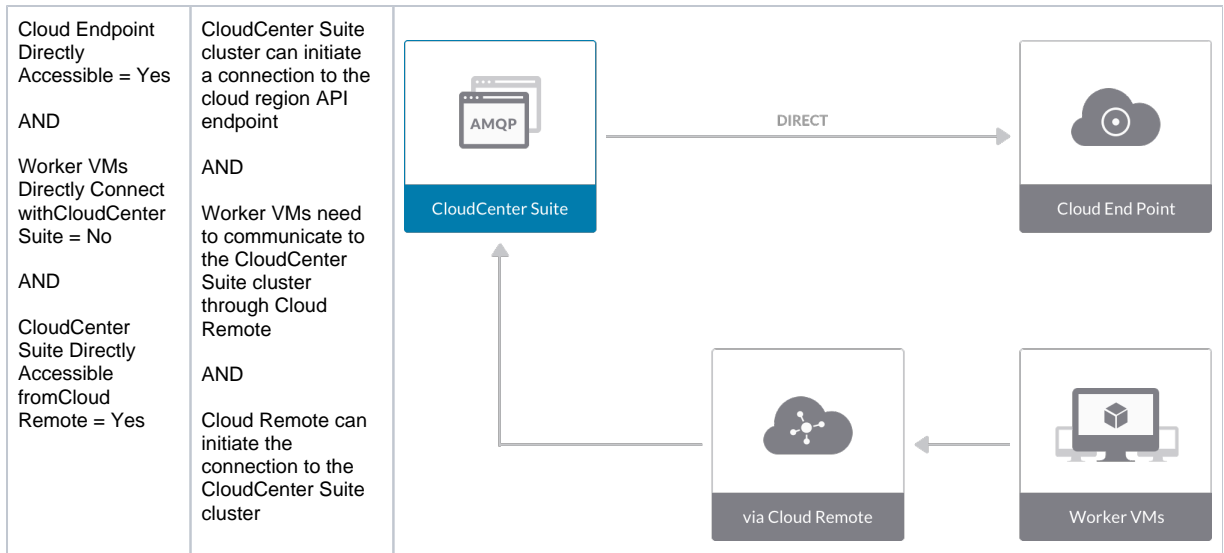 Cloud Endpoint
Directly
Accessible = Yes
AND
Worker VMs
Directly Connect
withCloudCenter
Suite = No
AND
CloudCenter
Suite Directly
Accessible
fromCloud
Remote = Yes
CloudCenter Suite
cluster can initiate
a connection to the
cloud region API
endpoint
AND
Worker VMs need
to communicate to
the CloudCenter
Suite cluster
through Cloud
Remote
AND
Cloud Remote can
initiate the
connection to the
CloudCenter Suite
cluster
AMQP
CloudCenter Suite
DIRECT
Cloud End Point
via Cloud Remote
Worker VMs